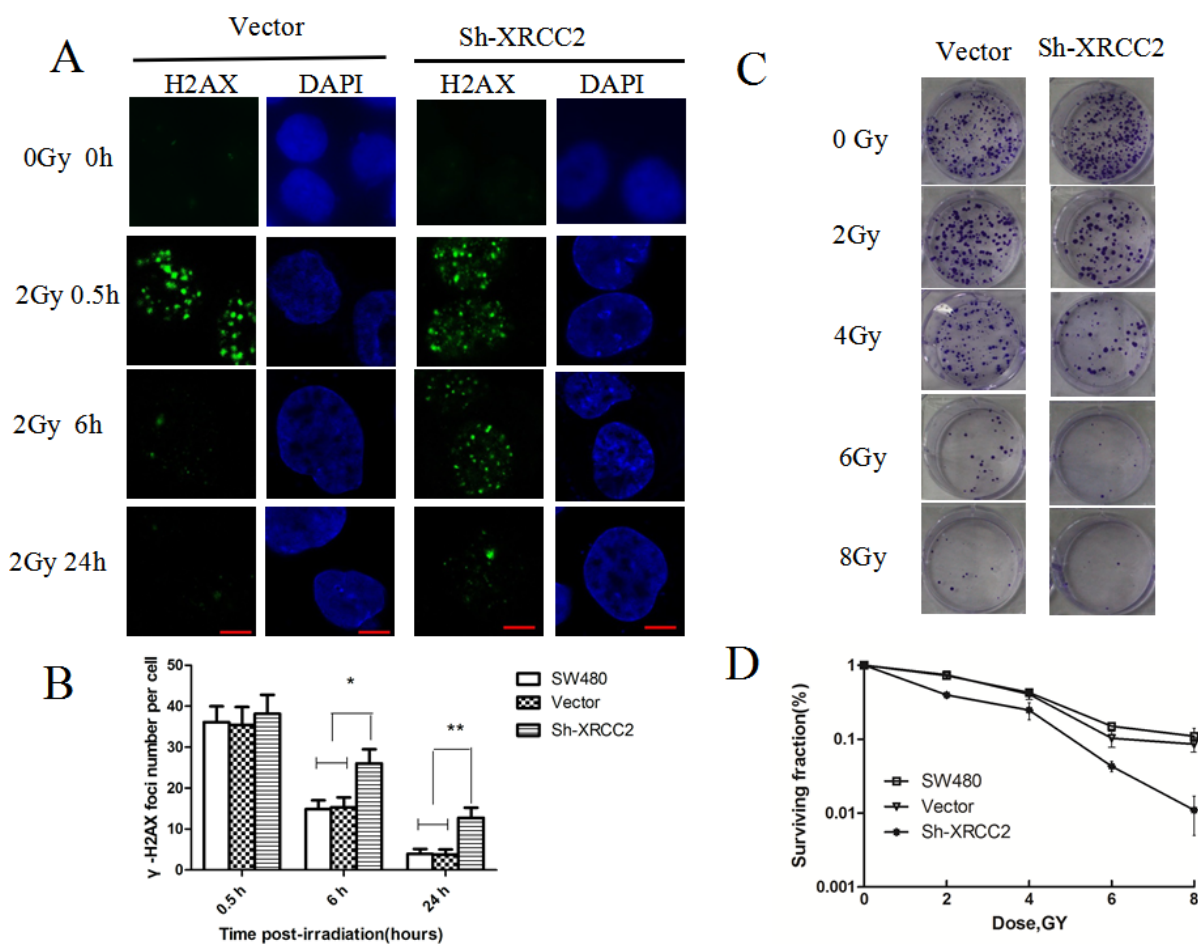 A
Vector
Sh-XRCC2
H2AX
DAPI
H2AX
DAPI
0Gy 0h
2Gy 0.5h
2Gy 6h
2Gy 24h
B
γ -H2AX foci number per cell
50
40
30
20
10
0
*
**
SW480
Vector
Sh-XRCC2
0.5 h
6 h
24 h
Time post-irradiation(hours)
C
Vector
Sh-XRCC2
0 Gy
2Gy
4Gy
6Gy
8Gy
D
Surviving fraction(%)
1
0.1
0.01
0.001
SW480
Vector
Sh-XRCC2
0
2
4
6
8
Dose,GY